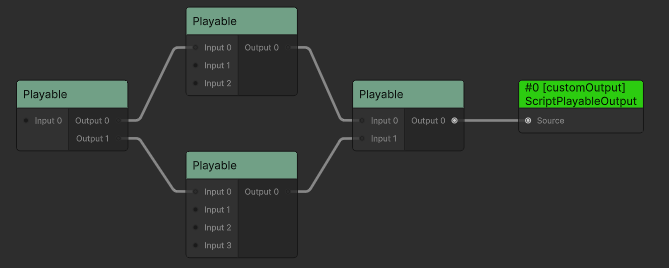 Playable
Input 0 Output 0
Input 1
Input 2
Playable
Input 0 Output 0
Output 1
Playable
Input 0 Output 0
Input 1
#0 [customOutput]
ScriptPlayableOutput
Source
Playable
Input 0 Output 0
Input 1
Input 2
Input 3